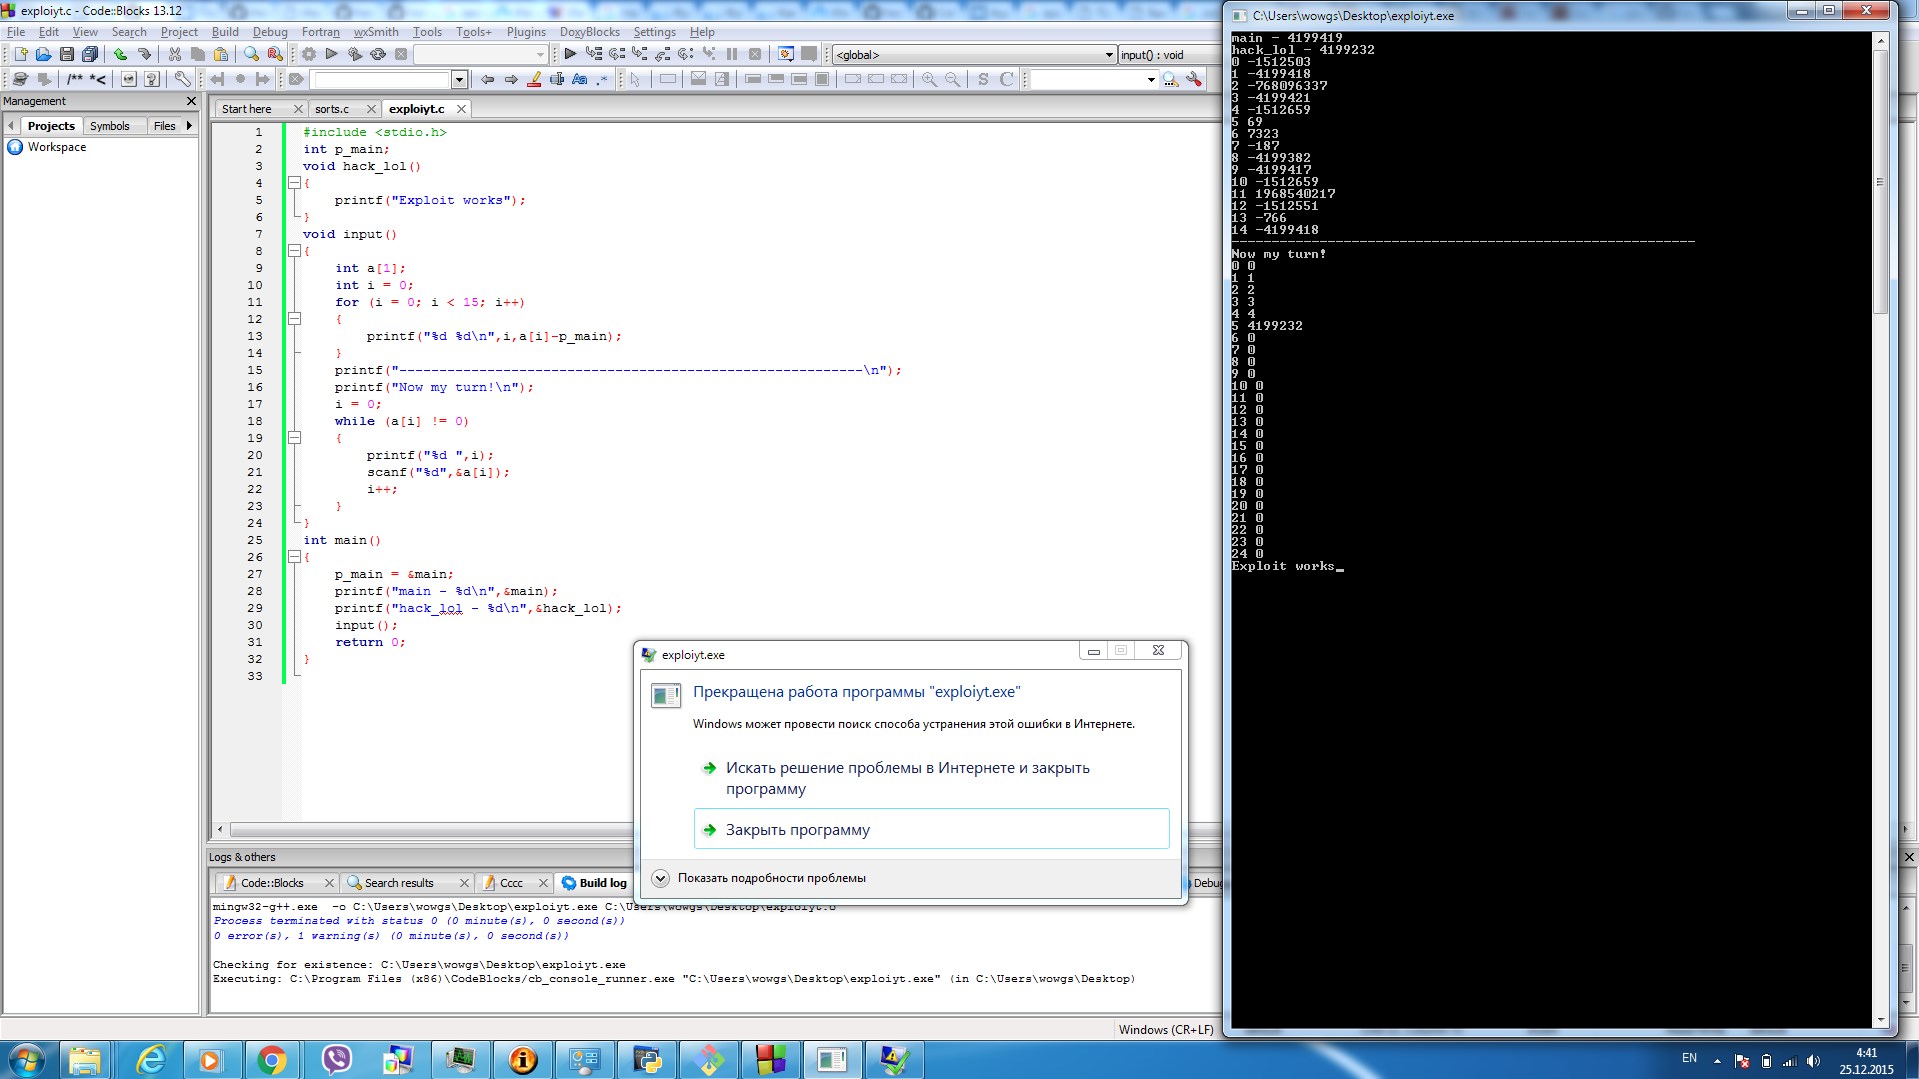 exploiyt.c - Code::Blocks 13.12
File Edit View Search Project Build Debug Fortran wxSmith Tools Tools+ Plugins DoxyBlocks Settings Help
<global>
input() : void
/** *<
S C
Management
Projects Symbols Files
Workspace
Start here sorts.c exploiyt.c
1 #include <stdio.h>
2 int p_main;
3 void hack_lol()
4 {
5 printf("Exploit works");
6 }
7 void input()
8 {
9 int a[1];
10 int i = 0;
11 for (i = 0; i < 15; i++)
12 {
13 printf("%d %d\n",i,a[i]-p_main);
14 }
15 printf("----------------------------------------------------------\n");
16 printf("Now my turn!\n");
17 i = 0;
18 while (a[i] != 0)
19 {
20 printf("%d ",i);
21 scanf("%d",&a[i]);
22 i++;
23 }
24 }
25 int main()
26 {
27 p_main = &main;
28 printf("main - %d\n",&main);
29 printf("hack_lol - %d\n",&hack_lol);
30 input();
31 return 0;
32 }
33
Logs & others
Code::Blocks Search results Cccc Build log Debug
mingw32-g++.exe -o C:\Users\wowgs\Desktop\exploiyt.exe C:\Users\wowgs\Desktop\exploiyt.o
Process terminated with status 0 (0 minute(s), 0 second(s))
0 error(s), 1 warning(s) (0 minute(s), 0 second(s))
Checking for existence: C:\Users\wowgs\Desktop\exploiyt.exe
Executing: C:\Program Files (x86)\CodeBlocks/cb_console_runner.exe "C:\Users\wowgs\Desktop\exploiyt.exe" (in C:\Users\wowgs\Desktop)
Windows (CR+LF)
exploiyt.exe
Прекращена работа программы "exploiyt.exe"
Windows может провести поиск способа устранения этой ошибки в Интернете.
Искать решение проблемы в Интернете и закрыть
программу
Закрыть программу
Показать подробности проблемы
C:\Users\wowgs\Desktop\exploiyt.exe
main - 4199419
hack_lol - 4199232
0 -1512503
1 -4199418
2 -768096337
3 -4199421
4 -1512659
5 69
6 7323
7 -187
8 -4199382
9 -4199417
10 -1512659
11 1968540217
12 -1512551
13 -766
14 -4199418
----------------------------------------------------------
Now my turn!
0 0
1 1
2 2
3 3
4 4
5 4199232
6 0
7 0
8 0
9 0
10 0
11 0
12 0
13 0
14 0
15 0
16 0
17 0
18 0
19 0
20 0
21 0
22 0
23 0
24 0
Exploit works_
EN
4:41
25.12.2015